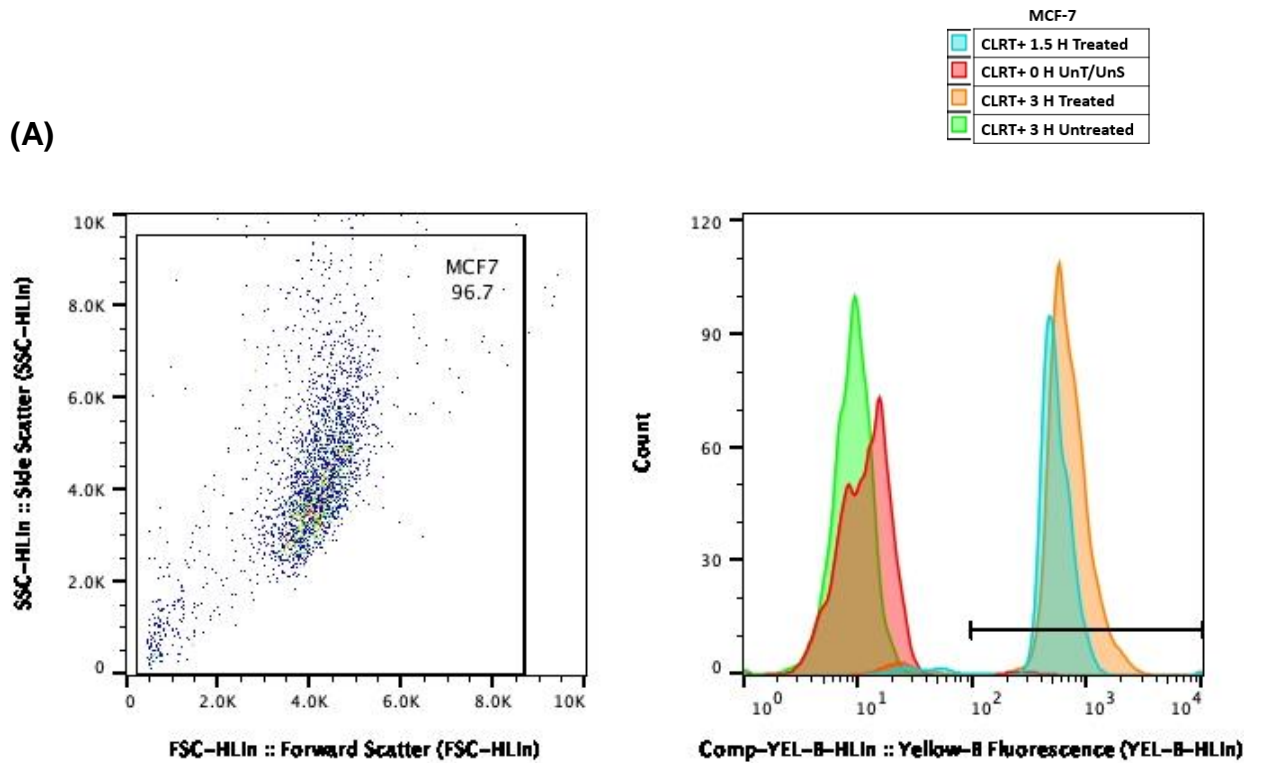 MCF-7
CLRT+ 1.5 H Treated
CLRT+ 0 H UnT/UnS
CLRT+ 3 H Treated
CLRT+ 3 H Untreated
(A)
10K
8.0K
6.0K
4.0K
2.0K
0
SSC-HLin :: Side Scatter (SSC-HLin)
MCF7
96.7
0 2.0K 4.0K 6.0K 8.0K 10K
FSC-HLin :: Forward Scatter (FSC-HLin)
120
90
60
30
0
Count
10⁰ 10¹ 10² 10³ 10⁴
Comp-YEL-B-HLin :: Yellow-B Fluorescence (YEL-B-HLin)